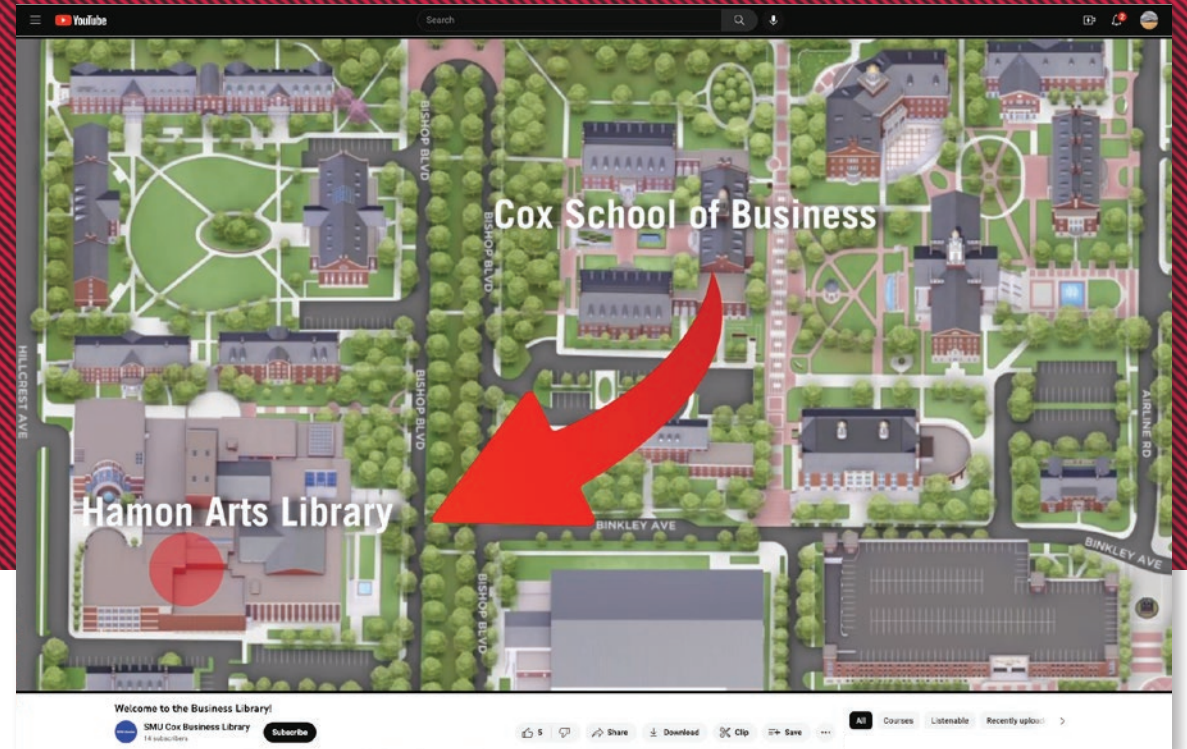 YouTube
Search
2
BISHOP BLVD
Cox School of Business
BISHOP BLVD
HILLCREST AVE
BISHOP BLVD
AIRLINE RD
Hamon Arts Library
BINKLEY AVE
BINKLEY AVE
BISHOP BLVD
Welcome to the Business Library!
SMU Cox Business Library
14 subscribers
Subscribe
5
Share
Download
Clip
Save
All
Courses
Listenable
Recently